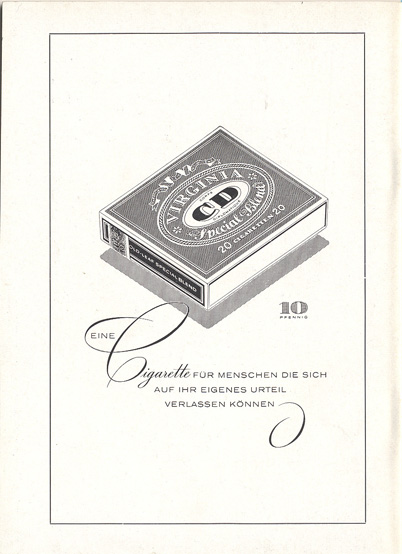 VIRGINIA
CD
Special Blend
20 CIGARETTEN 20
GOLD-LEAF SPECIAL-BLEND
10
PFENNIG
EINE
Cigarette FÜR MENSCHEN DIE SICH
AUF IHR EIGENES URTEIL
VERLASSEN KÖNNEN